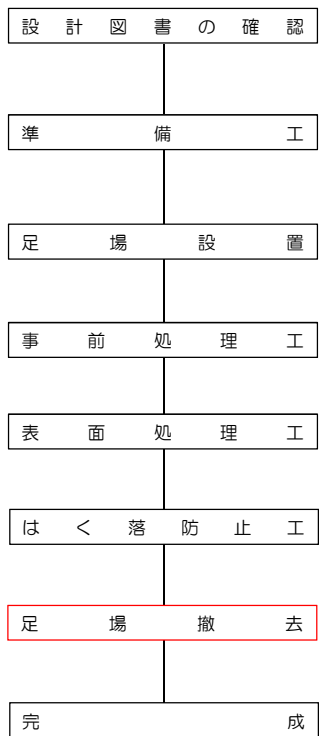 設計図書の確認
準備工
足場設置
事前処理工
表面処理工
はく落防止工
足場撤去
完成